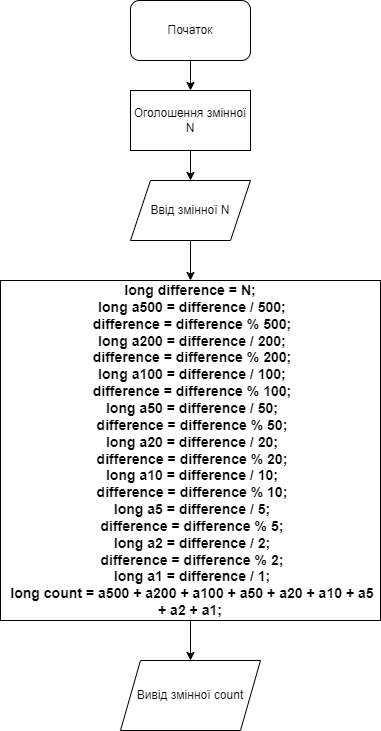 Початок
Оголошення змінної
N
Ввід змінної N
long difference = N;
long a500 = difference / 500;
difference = difference % 500;
long a200 = difference / 200;
difference = difference % 200;
long a100 = difference / 100;
difference = difference % 100;
long a50 = difference / 50;
difference = difference % 50;
long a20 = difference / 20;
difference = difference % 20;
long a10 = difference / 10;
difference = difference % 10;
long a5 = difference / 5;
difference = difference % 5;
long a2 = difference / 2;
difference = difference % 2;
long a1 = difference / 1;
long count = a500 + a200 + a100 + a50 + a20 + a10 + a5
+ a2 + a1;
Вивід змінної count